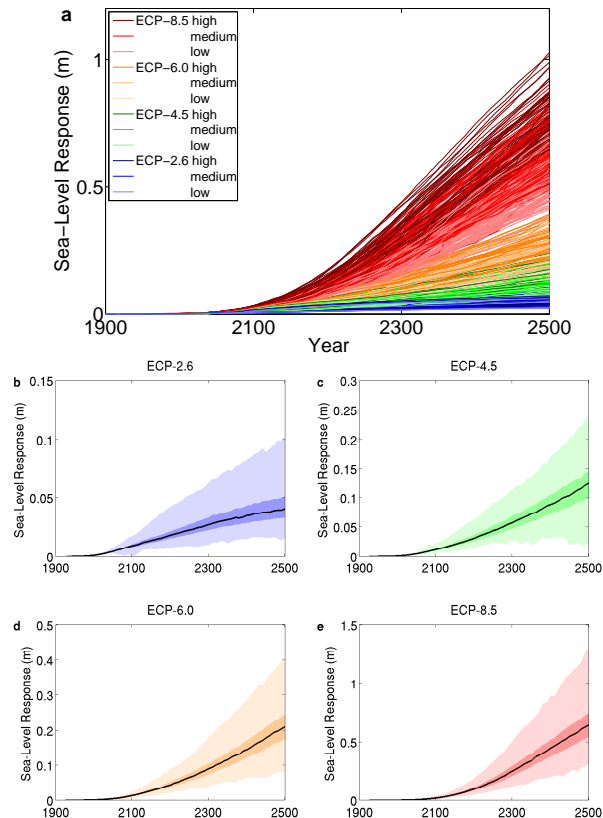 a
ECP−8.5 high
medium
low
ECP−6.0 high
medium
low
ECP−4.5 high
medium
low
ECP−2.6 high
medium
low
Sea−Level Response (m)
1
0.5
0
1900 2100 2300 2500
Year
b ECP-2.6
Sea-Level Response (m)
0.15
0.1
0.05
0
1900 2100 2300 2500
c ECP-4.5
Sea-Level Response (m)
0.3
0.25
0.2
0.15
0.1
0.05
0
1900 2100 2300 2500
d ECP-6.0
Sea-Level Response (m)
0.5
0.4
0.3
0.2
0.1
0
1900 2100 2300 2500
e ECP-8.5
Sea-Level Response (m)
1.5
1
0.5
0
1900 2100 2300 2500